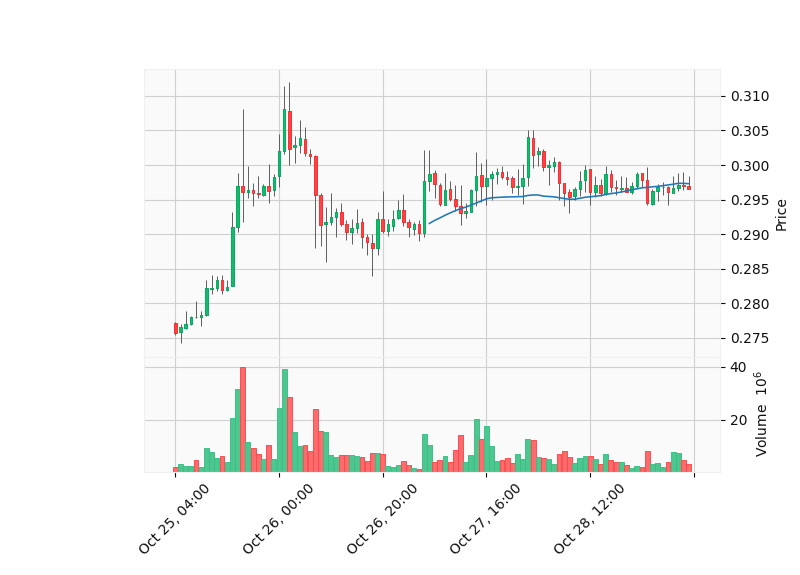 0.310
0.305
0.300
0.295
0.290
0.285
0.280
0.275
Price
40
20
Volume 10^6
Oct 25, 04:00
Oct 26, 00:00
Oct 26, 20:00
Oct 27, 16:00
Oct 28, 12:00